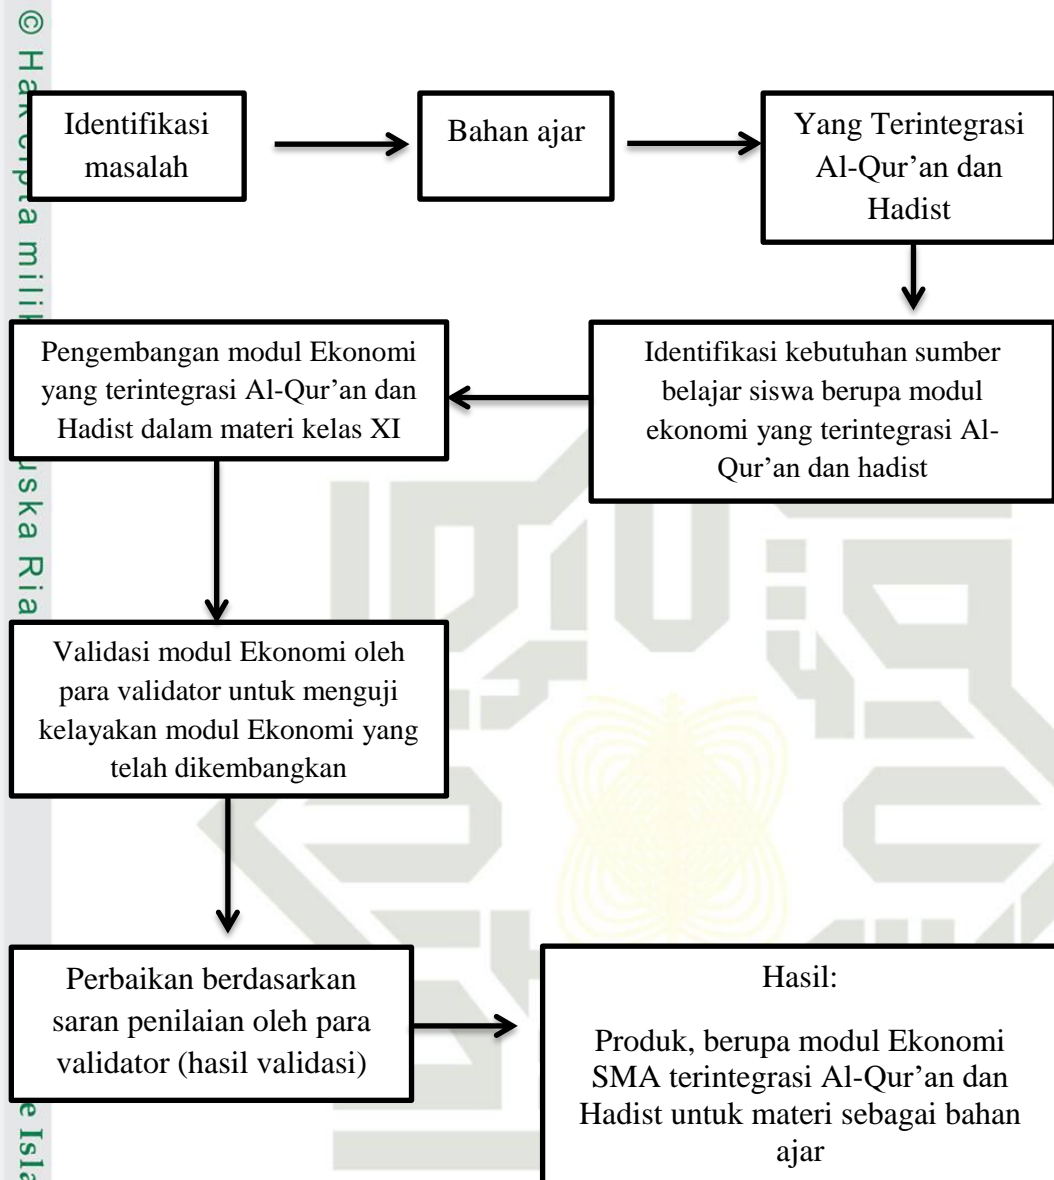 Identifikasi
masalah
Bahan ajar
Yang Terintegrasi
Al-Qur’an dan
Hadist
Identifikasi kebutuhan sumber
belajar siswa berupa modul
ekonomi yang terintegrasi Al-
Qur’an dan hadist
Pengembangan modul Ekonomi
yang terintegrasi Al-Qur’an dan
Hadist dalam materi kelas XI
Validasi modul Ekonomi oleh
para validator untuk menguji
kelayakan modul Ekonomi yang
telah dikembangkan
Perbaikan berdasarkan
saran penilaian oleh para
validator (hasil validasi)
Hasil:
Produk, berupa modul Ekonomi
SMA terintegrasi Al-Qur’an dan
Hadist untuk materi sebagai bahan
ajar
© Hak cipta milik